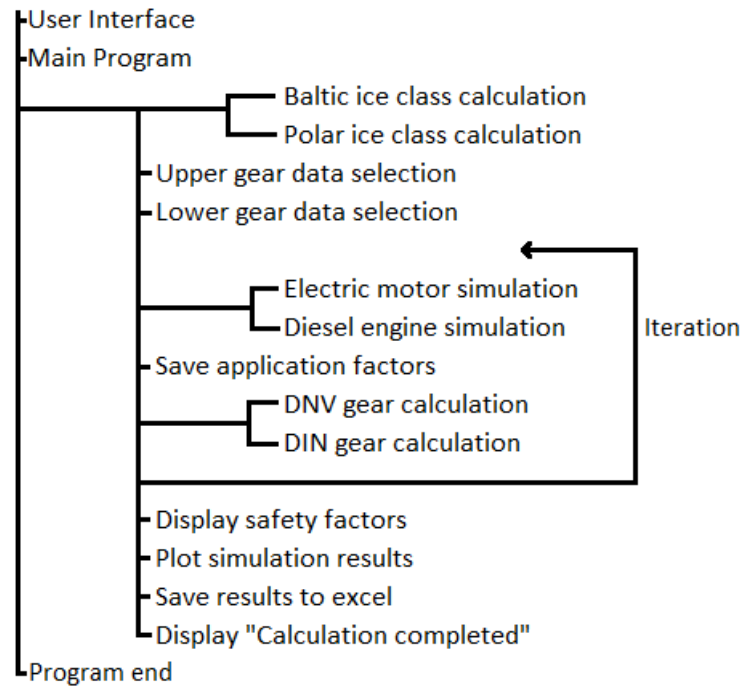 User Interface
Main Program
Baltic ice class calculation
Polar ice class calculation
Upper gear data selection
Lower gear data selection
Electric motor simulation
Diesel engine simulation
Iteration
Save application factors
DNV gear calculation
DIN gear calculation
Display safety factors
Plot simulation results
Save results to excel
Display "Calculation completed"
Program end